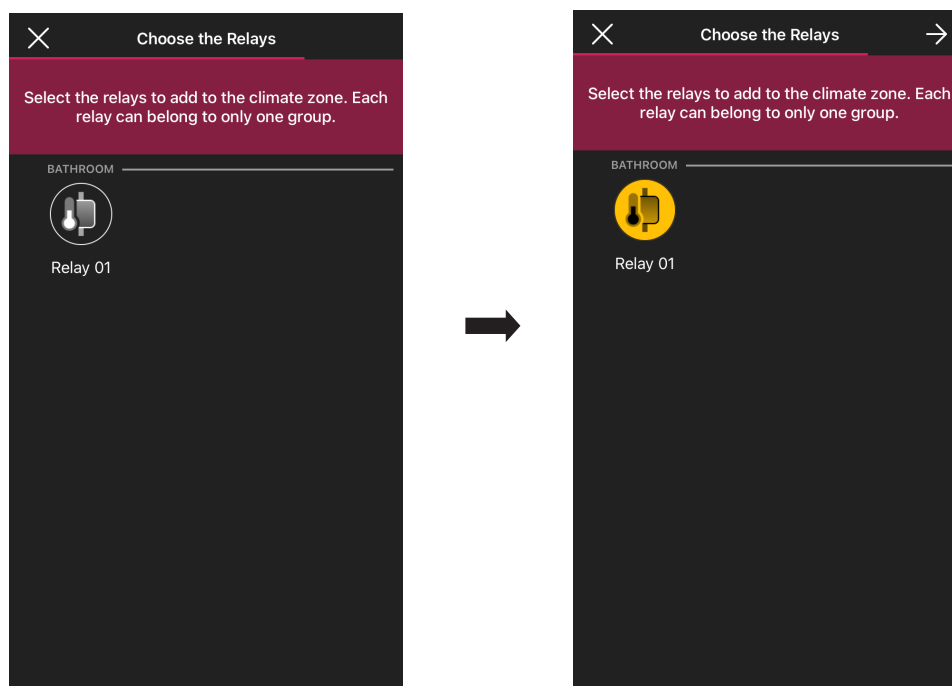 Choose the Relays
Select the relays to add to the climate zone. Each
relay can belong to only one group.
BATHROOM
Relay 01
Choose the Relays
Select the relays to add to the climate zone. Each
relay can belong to only one group.
BATHROOM
Relay 01